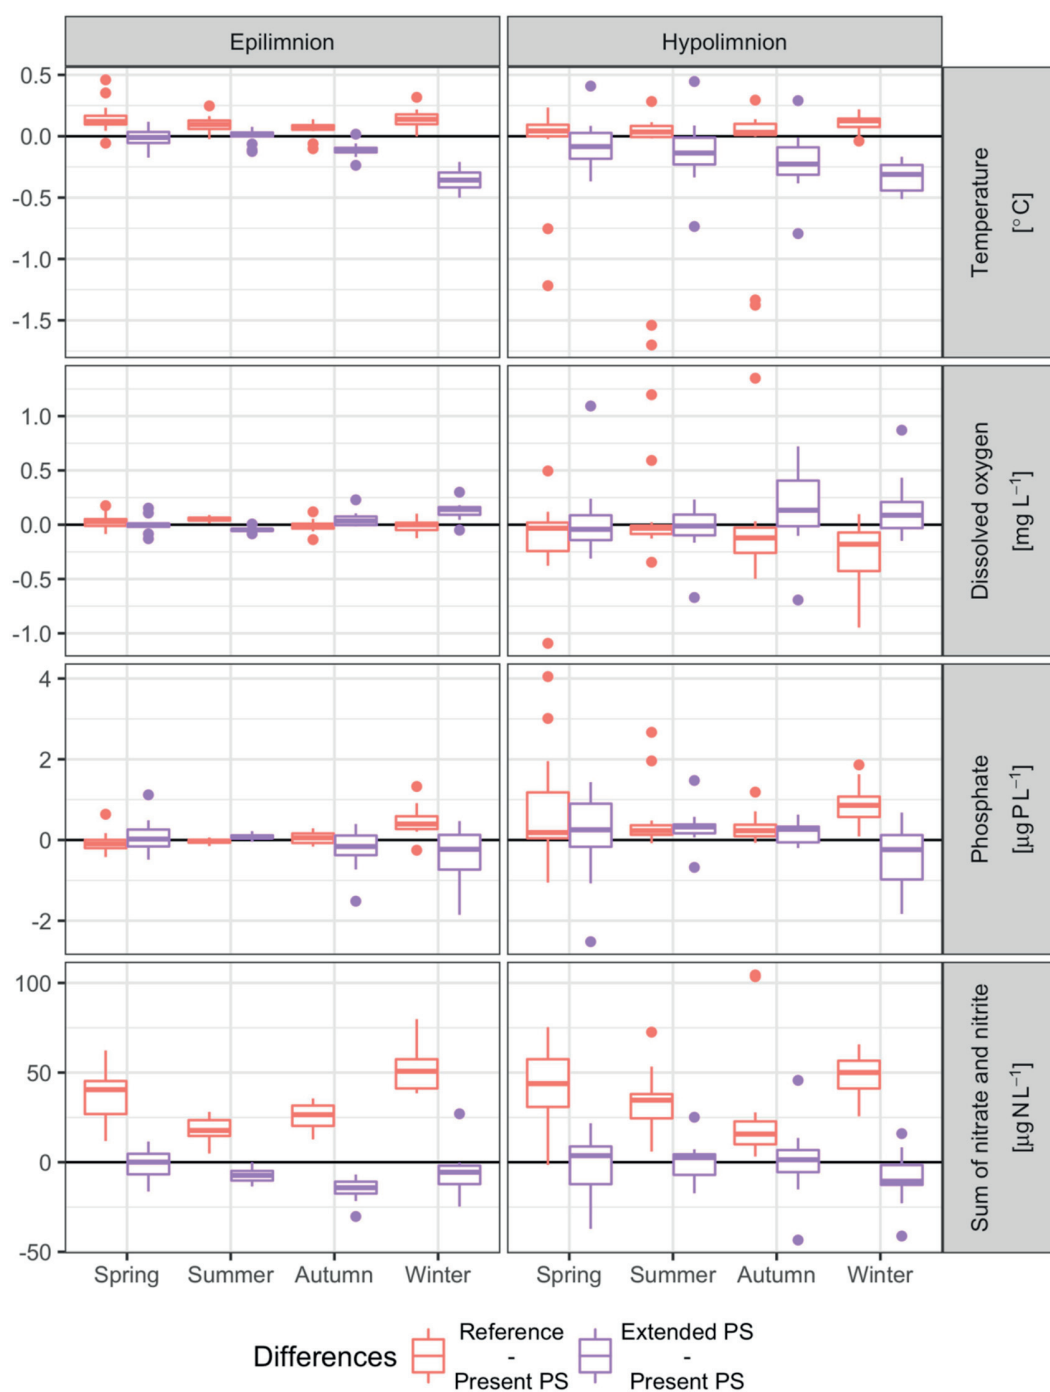 Epilimnion
Hypolimnion
0.5
0.0
-0.5
-1.0
-1.5
Temperature
[°C]
1.0
0.5
0.0
-0.5
-1.0
Dissolved oxygen
[mg L⁻¹]
4
2
0
-2
Phosphate
[µg P L⁻¹]
100
50
0
-50
Sum of nitrate and nitrite
[µg N L⁻¹]
Spring Summer Autumn Winter
Spring Summer Autumn Winter
Differences
Reference
-
Present PS
Extended PS
-
Present PS